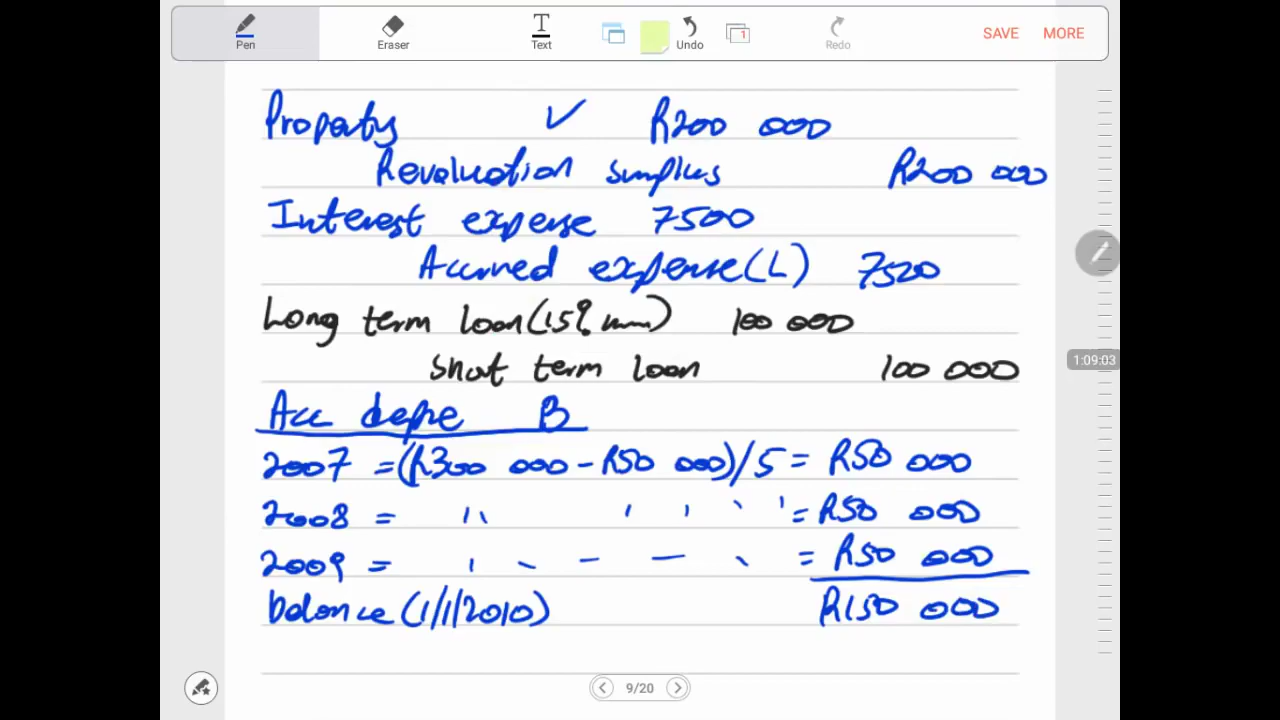 Pen Eraser Text Undo 1 Redo SAVE MORE
Property ✓ R200 000
Revaluation surplus R200 000
Interest expense 7500
Accrued expense(L) 7500
1:09:03
Long term loan(15% ) 100 000
Short term loan 100 000
Acc depre B
2007 =(R300 000-R50 000)/5= R50 000
2008 = " ' ' ` ' = R50 000
2009 = ' ` - - ` = R50 000
balance (1/1/2010) R150 000
9/20